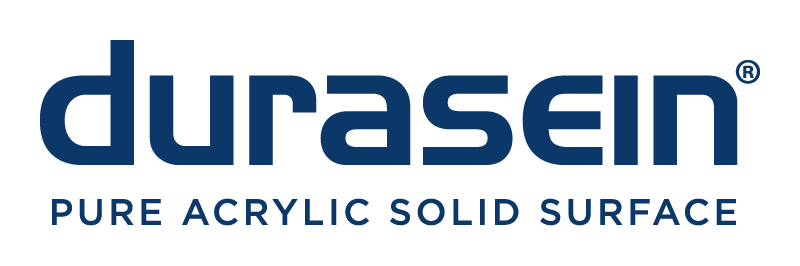 durasein®
PURE ACRYLIC SOLID SURFACE